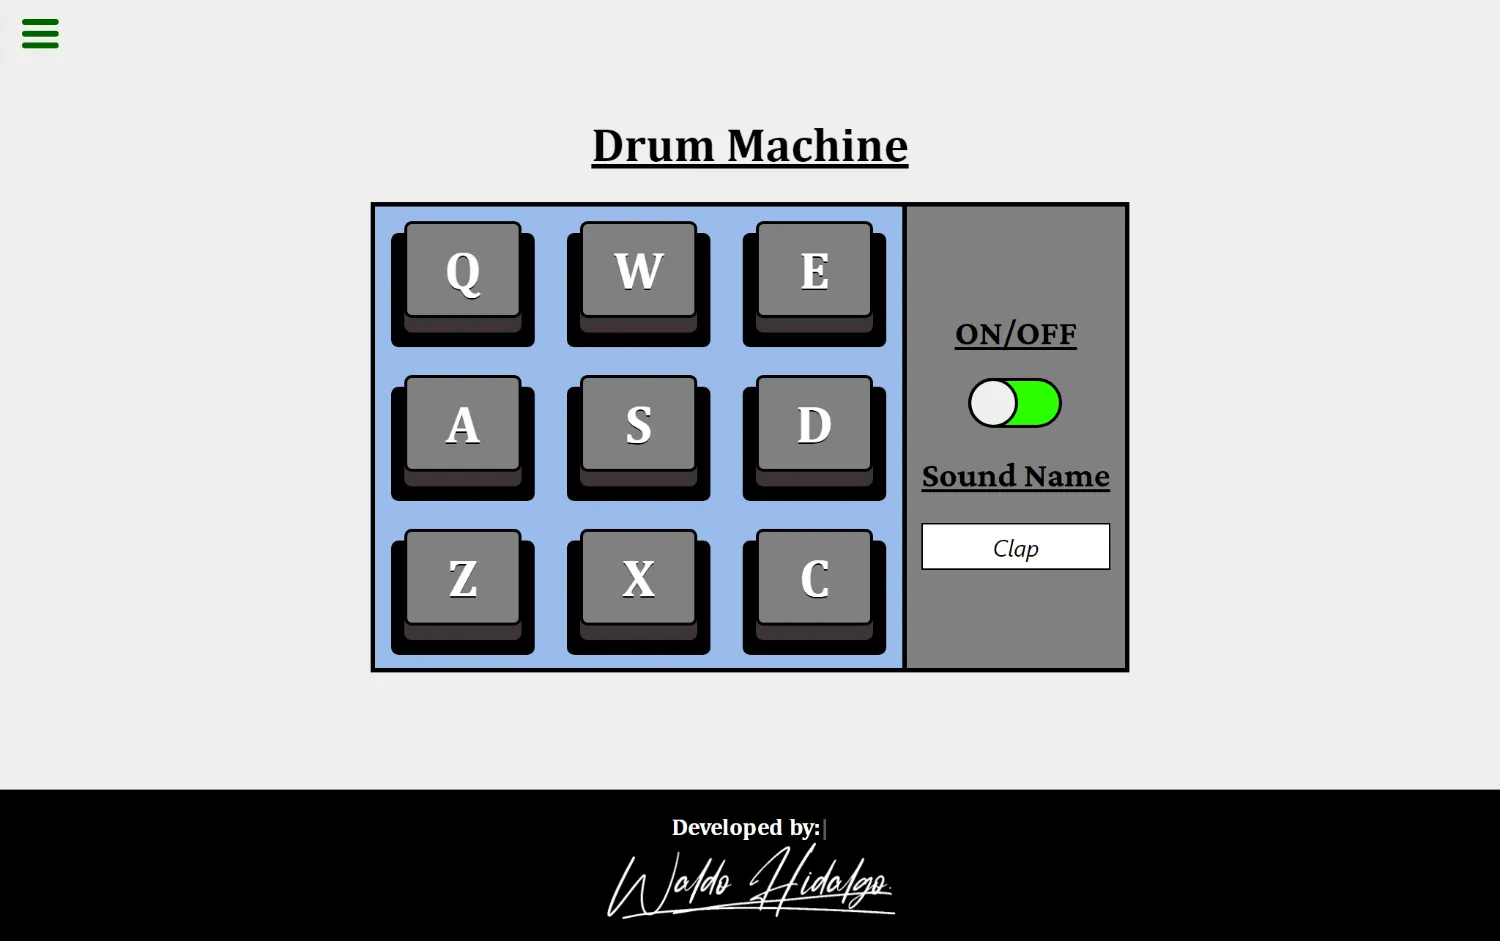 Drum Machine
Q W E
A S D
Z X C
ON/OFF
Sound Name
Clap
Developed by:
Waldo Hidalgo.